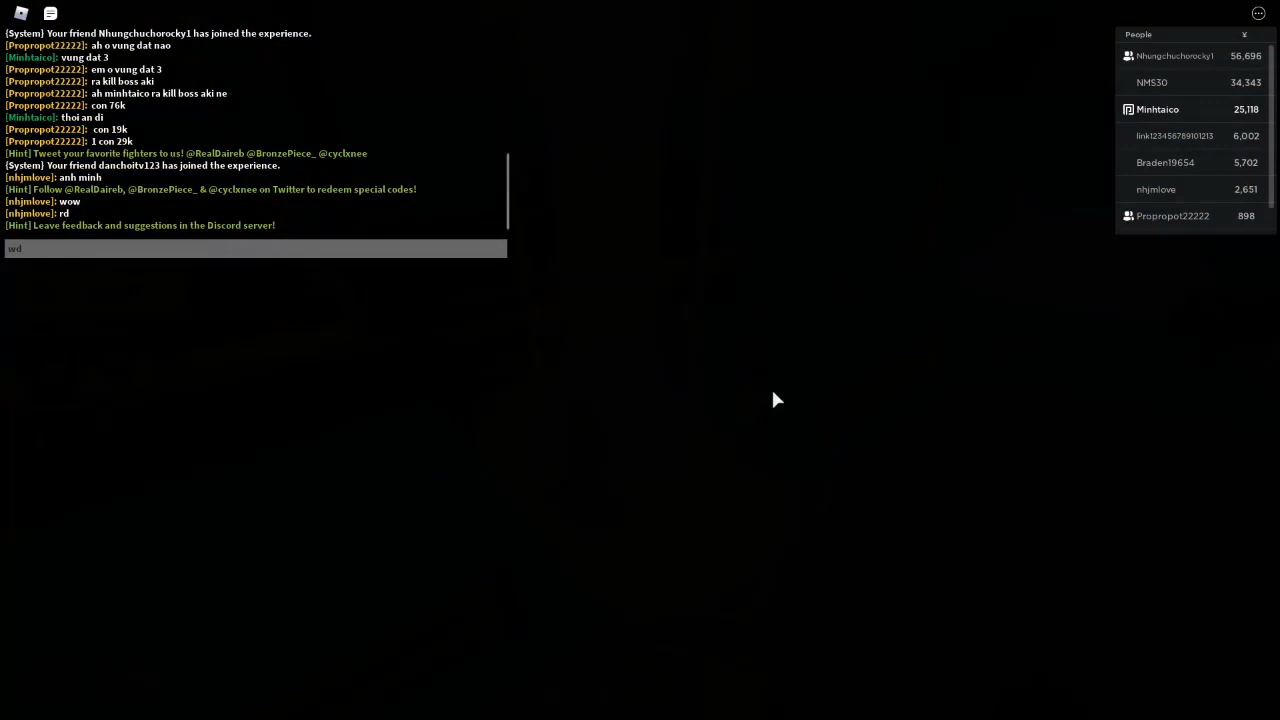 {System} Your friend Nhungchuchorocky1 has joined the experience.
[Propropot22222]: ah o vung dat nao
[Minhtaico]: vung dat 3
[Propropot22222]: em o vung dat 3
[Propropot22222]: ra kill boss aki
[Propropot22222]: ah minhtaico ra kill boss aki ne
[Propropot22222]: con 76k
[Minhtaico]: thoi an di
[Propropot22222]: con 19k
[Propropot22222]: 1 con 29k
[Hint] Tweet your favorite fighters to us! @RealDaireb @BronzePiece_ @cyclxnee
{System} Your friend danchoitv123 has joined the experience.
[nhjmlove]: anh minh
[Hint] Follow @RealDaireb, @BronzePiece_ & @cyclxnee on Twitter to redeem special codes!
[nhjmlove]: wow
[nhjmlove]: rd
[Hint] Leave feedback and suggestions in the Discord server!
wd
People ¥
Nhungchuchorocky1 56,696
NMS30 34,343
Minhtaico 25,118
link123456789101213 6,002
Braden19654 5,702
nhjmlove 2,651
Propropot22222 898